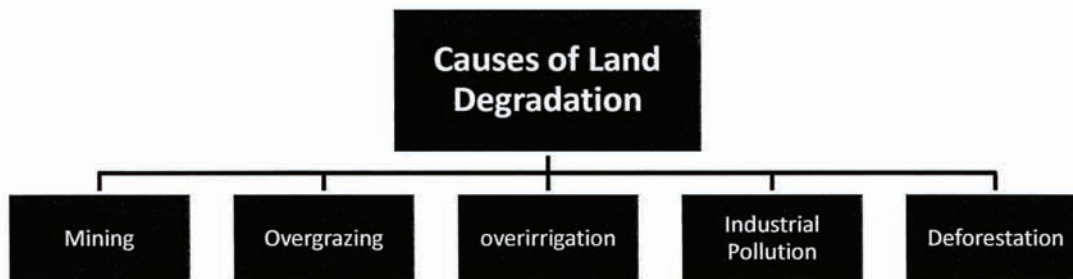 Causes of Land
Degradation
Mining
Overgrazing
overirrigation
Industrial
Pollution
Deforestation